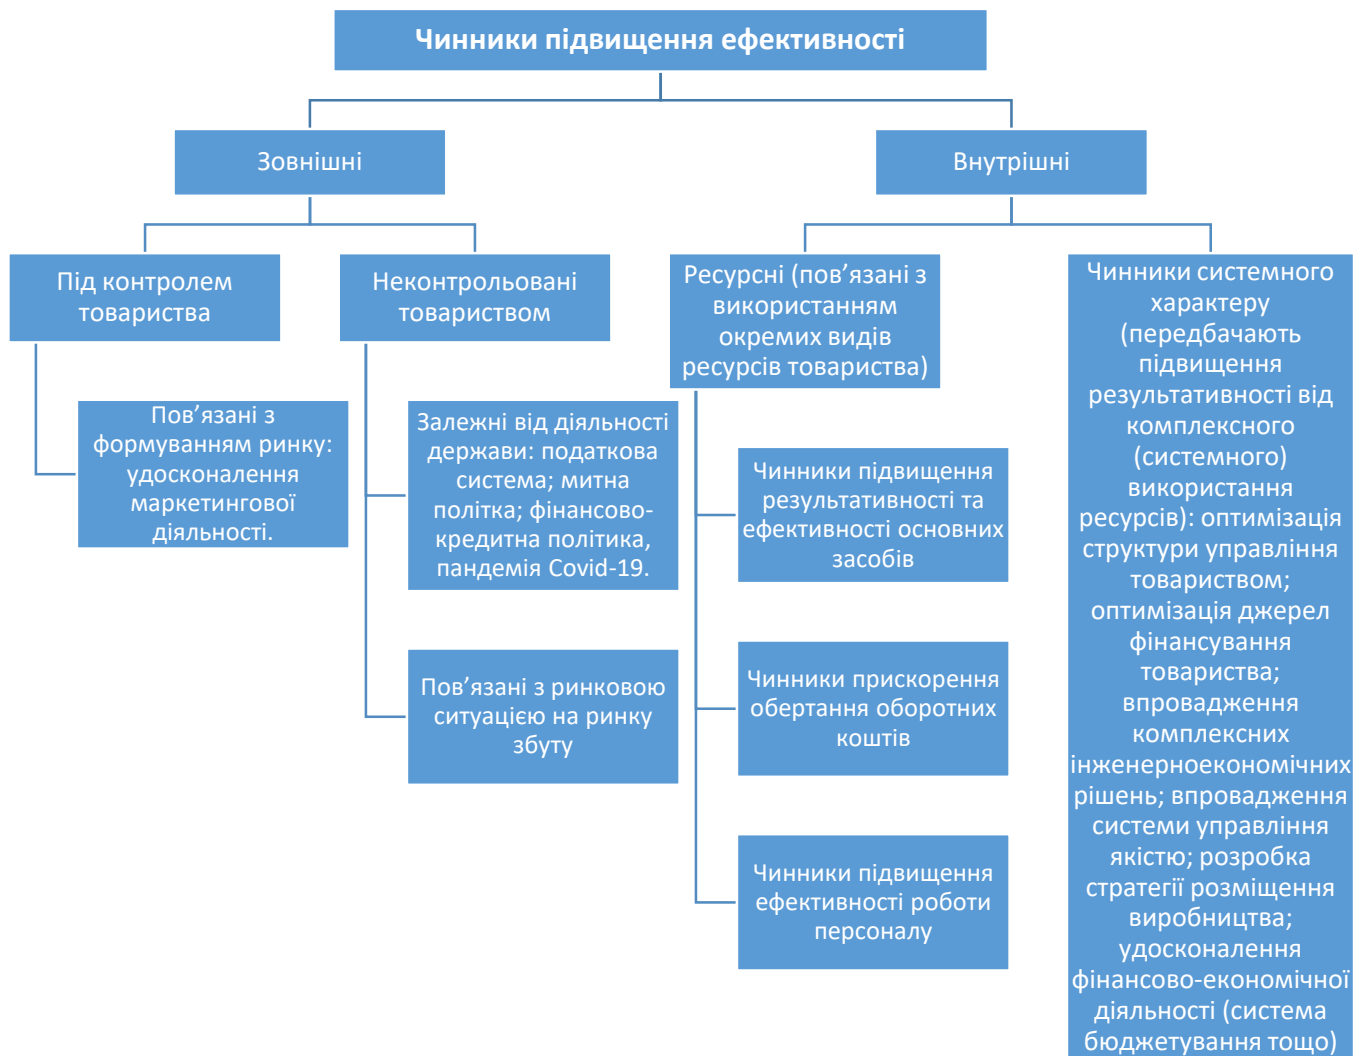 Чинники підвищення ефективності
Зовнішні
Внутрішні
Під контролем
товариства
Неконтрольовані
товариством
Ресурсні (пов’язані з
використанням
окремих видів
ресурсів товариства)
Чинники системного
характеру
(передбачають
підвищення
результативності від
комплексного
(системного)
використання
ресурсів): оптимізація
структури управління
товариством;
оптимізація джерел
фінансування
товариства;
впровадження
комплексних
інженерноекономічних
рішень; впровадження
системи управління
якістю; розробка
стратегії розміщення
виробництва;
удосконалення
фінансово-економічної
діяльності (система
бюджетування тощо)
Пов’язані з
формуванням ринку:
удосконалення
маркетингової
діяльності.
Залежні від діяльності
держави: податкова
система; митна
політка; фінансово-
кредитна політика,
пандемія Covid-19.
Пов’язані з ринковою
ситуацією на ринку
збуту
Чинники підвищення
результативності та
ефективності основних
засобів
Чинники прискорення
обертання оборотних
коштів
Чинники підвищення
ефективності роботи
персоналу